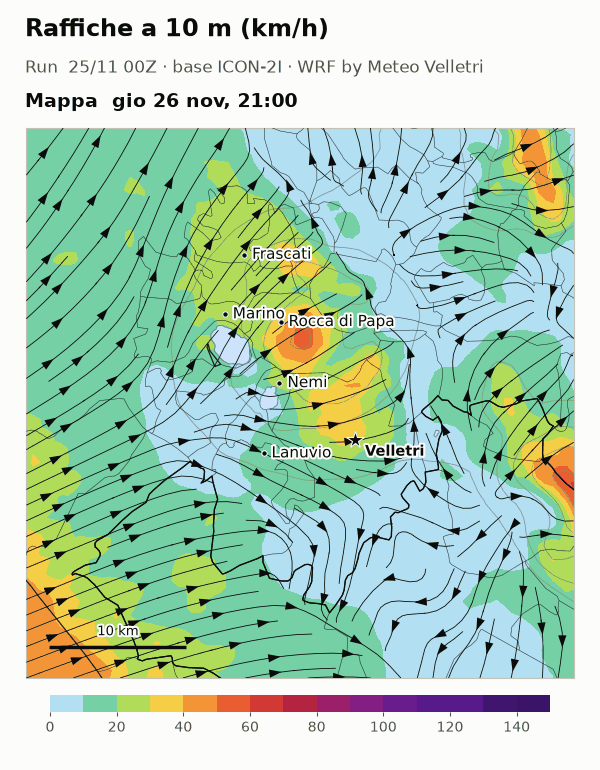 Raffiche a 10 m (km/h)
Run  25/11 00Z · base ICON-2I · WRF by Meteo Velletri
Mappa  gio 26 nov, 21:00
Frascati
Marino
Rocca di Papa
Nemi
Velletri
Lanuvio
10 km
0 20 40 60 80 100 120 140